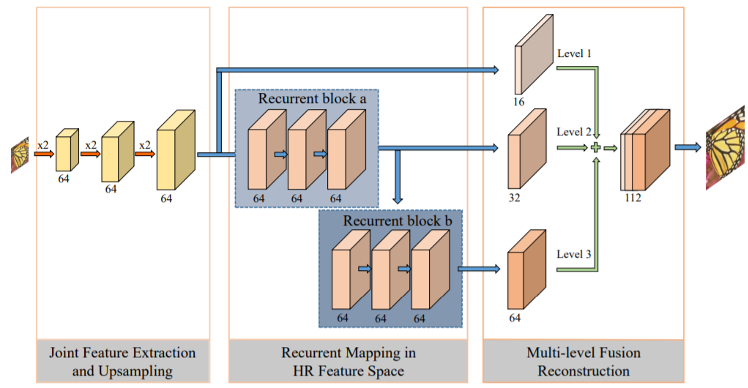 x2
x2
x2
64
64
64
Joint Feature Extraction
and Upsampling
Recurrent block a
64
64
64
Recurrent block b
64
64
64
Recurrent Mapping in
HR Feature Space
Level 1
16
Level 2
32
Level 3
64
112
Multi-level Fusion
Reconstruction